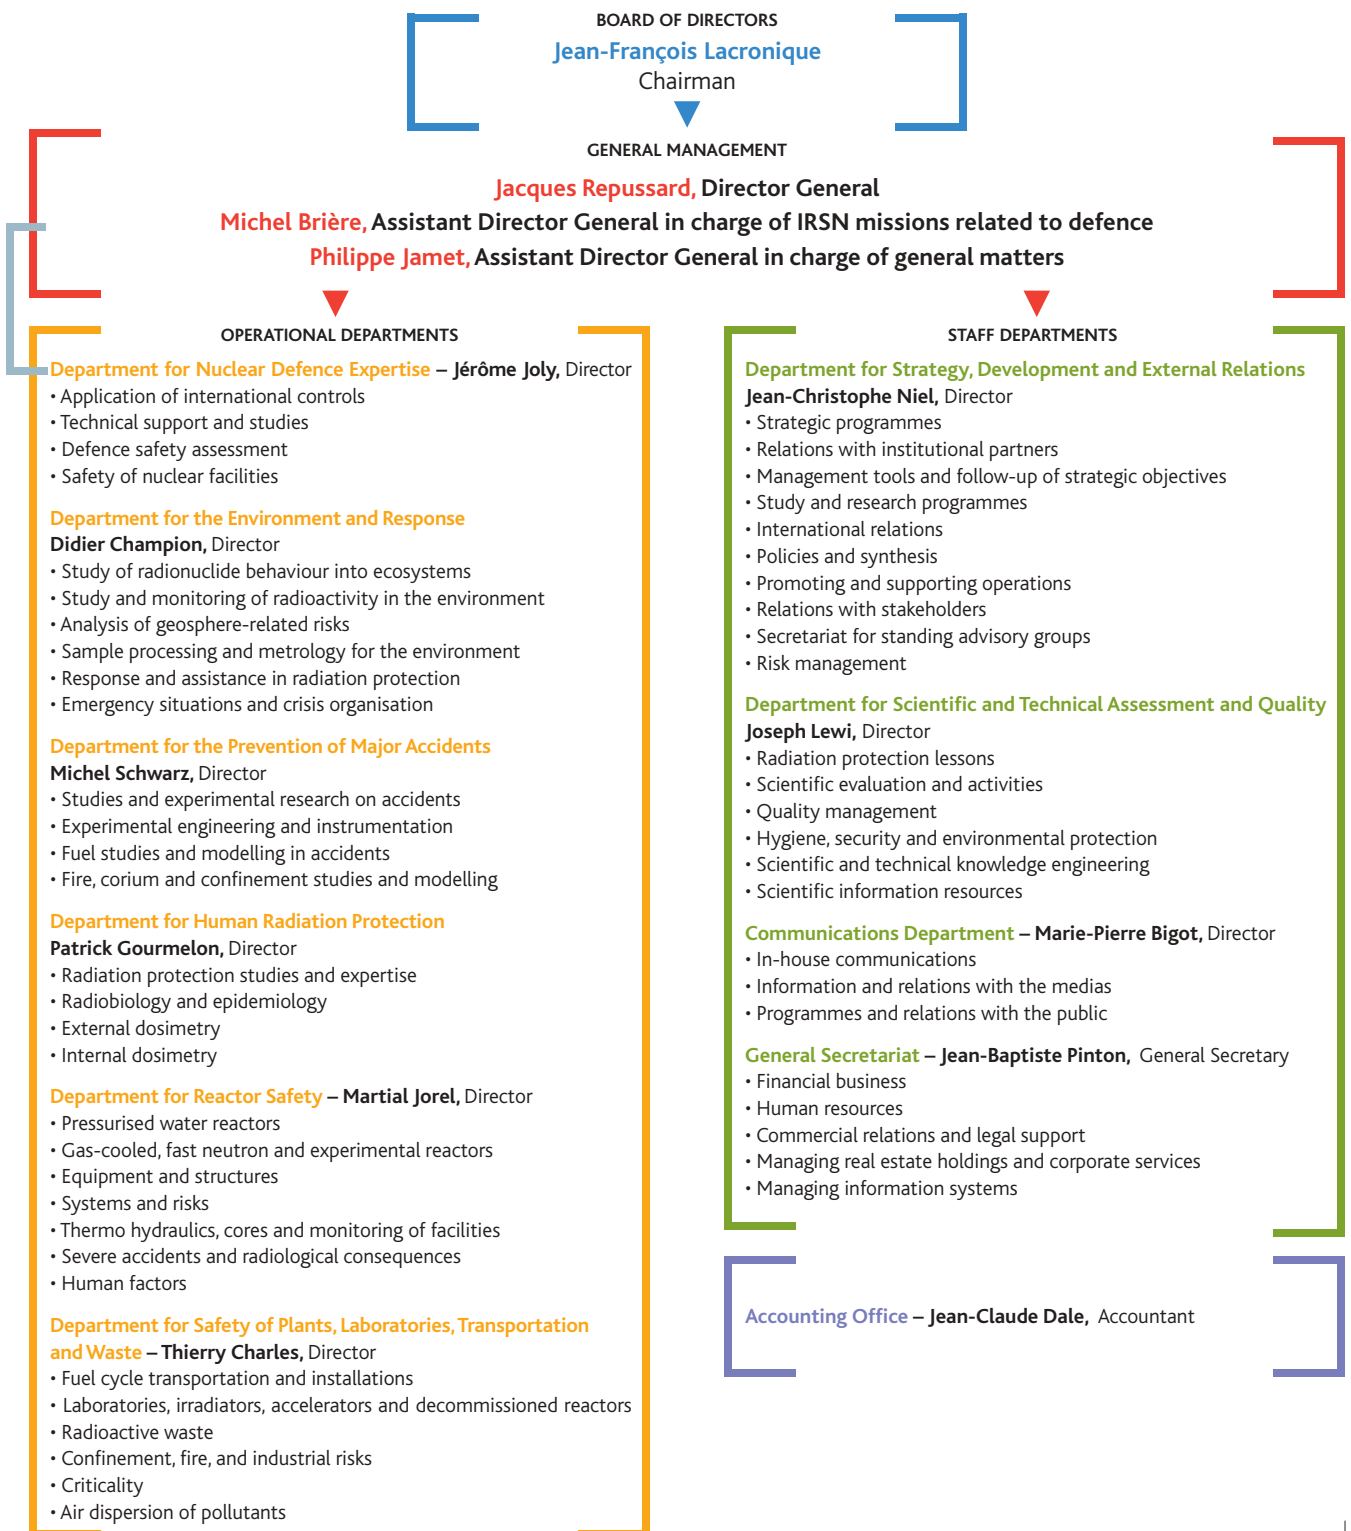 BOARD OF DIRECTORS
Jean-François Lacronique
Chairman
GENERAL MANAGEMENT
Jacques Repussard, Director General
Michel Brière, Assistant Director General in charge of IRSN missions related to defence
Philippe Jamet, Assistant Director General in charge of general matters
OPERATIONAL DEPARTMENTS
Department for Nuclear Defence Expertise – Jérôme Joly, Director
• Application of international controls
• Technical support and studies
• Defence safety assessment
• Safety of nuclear facilities
Department for the Environment and Response
Didier Champion, Director
• Study of radionuclide behaviour into ecosystems
• Study and monitoring of radioactivity in the environment
• Analysis of geosphere-related risks
• Sample processing and metrology for the environment
• Response and assistance in radiation protection
• Emergency situations and crisis organisation
Department for the Prevention of Major Accidents
Michel Schwarz, Director
• Studies and experimental research on accidents
• Experimental engineering and instrumentation
• Fuel studies and modelling in accidents
• Fire, corium and confinement studies and modelling
Department for Human Radiation Protection
Patrick Gourmelon, Director
• Radiation protection studies and expertise
• Radiobiology and epidemiology
• External dosimetry
• Internal dosimetry
Department for Reactor Safety – Martial Jorel, Director
• Pressurised water reactors
• Gas-cooled, fast neutron and experimental reactors
• Equipment and structures
• Systems and risks
• Thermo hydraulics, cores and monitoring of facilities
• Severe accidents and radiological consequences
• Human factors
Department for Safety of Plants, Laboratories, Transportation
and Waste – Thierry Charles, Director
• Fuel cycle transportation and installations
• Laboratories, irradiators, accelerators and decommissioned reactors
• Radioactive waste
• Confinement, fire, and industrial risks
• Criticality
• Air dispersion of pollutants
STAFF DEPARTMENTS
Department for Strategy, Development and External Relations
Jean-Christophe Niel, Director
• Strategic programmes
• Relations with institutional partners
• Management tools and follow-up of strategic objectives
• Study and research programmes
• International relations
• Policies and synthesis
• Promoting and supporting operations
• Relations with stakeholders
• Secretariat for standing advisory groups
• Risk management
Department for Scientific and Technical Assessment and Quality
Joseph Lewi, Director
• Radiation protection lessons
• Scientific evaluation and activities
• Quality management
• Hygiene, security and environmental protection
• Scientific and technical knowledge engineering
• Scientific information resources
Communications Department – Marie-Pierre Bigot, Director
• In-house communications
• Information and relations with the medias
• Programmes and relations with the public
General Secretariat – Jean-Baptiste Pinton, General Secretary
• Financial business
• Human resources
• Commercial relations and legal support
• Managing real estate holdings and corporate services
• Managing information systems
Accounting Office – Jean-Claude Dale, Accountant